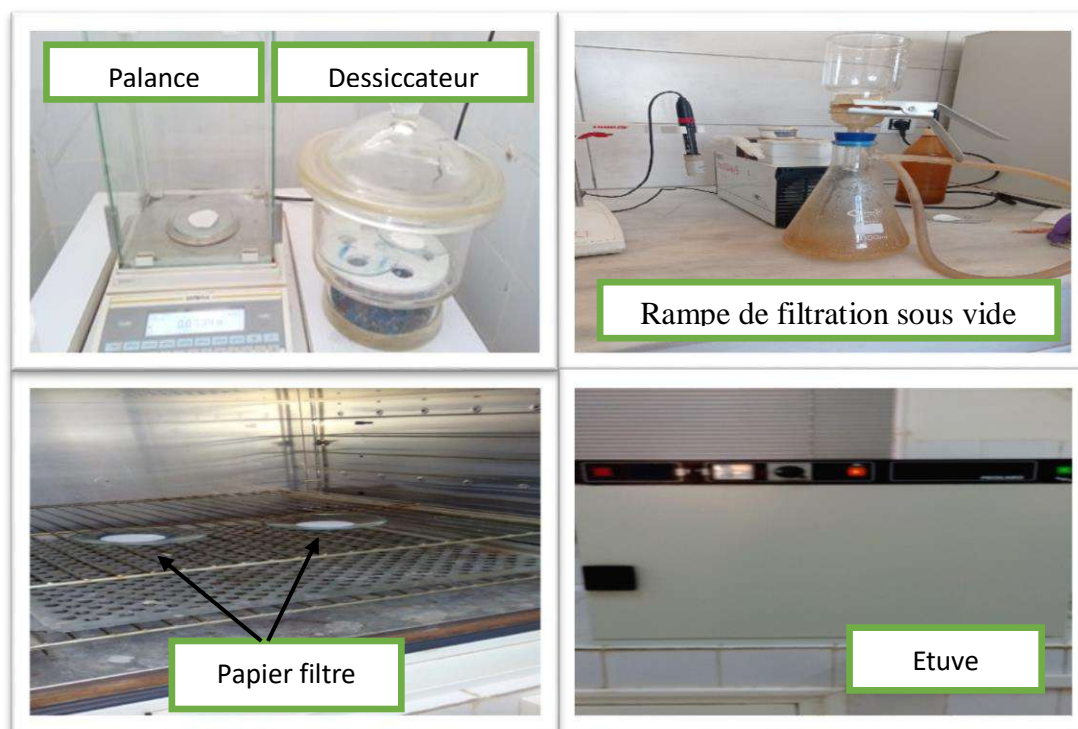 Palance
Dessiccateur
Rampe de filtration sous vide
Papier filtre
Etuve